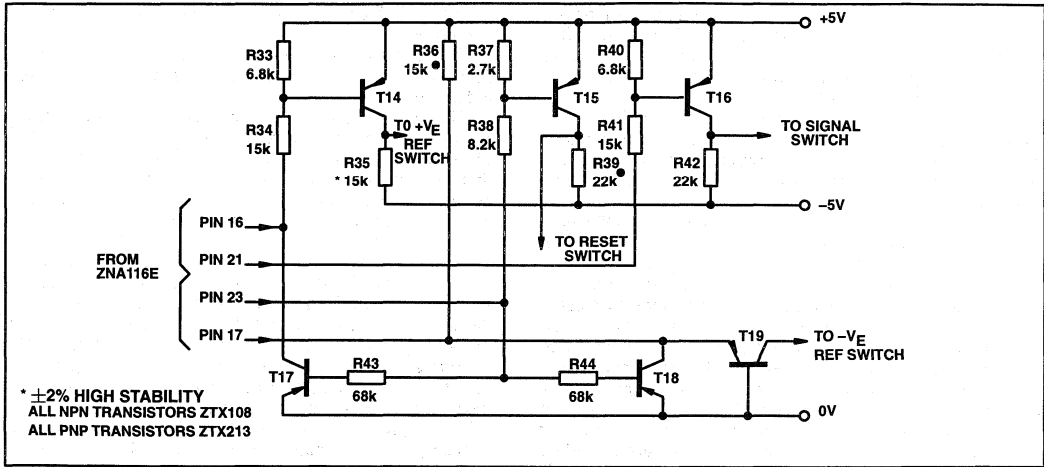 +5V
R33
6.8k
R36
15k
R37
2.7k
R40
6.8k
T14
T15
T16
T0 +VE
REF
SWITCH
R34
15k
R38
8.2k
R41
15k
TO SIGNAL
SWITCH
R35
* 15k
R39
22k
R42
22k
–5V
PIN 16
TO RESET
SWITCH
FROM
ZNA116E
PIN 21
PIN 23
PIN 17
T19
TO –VE
REF SWITCH
T17
R43
68k
R44
68k
T18
0V
* ±2% HIGH STABILITY
ALL NPN TRANSISTORS ZTX108
ALL PNP TRANSISTORS ZTX213